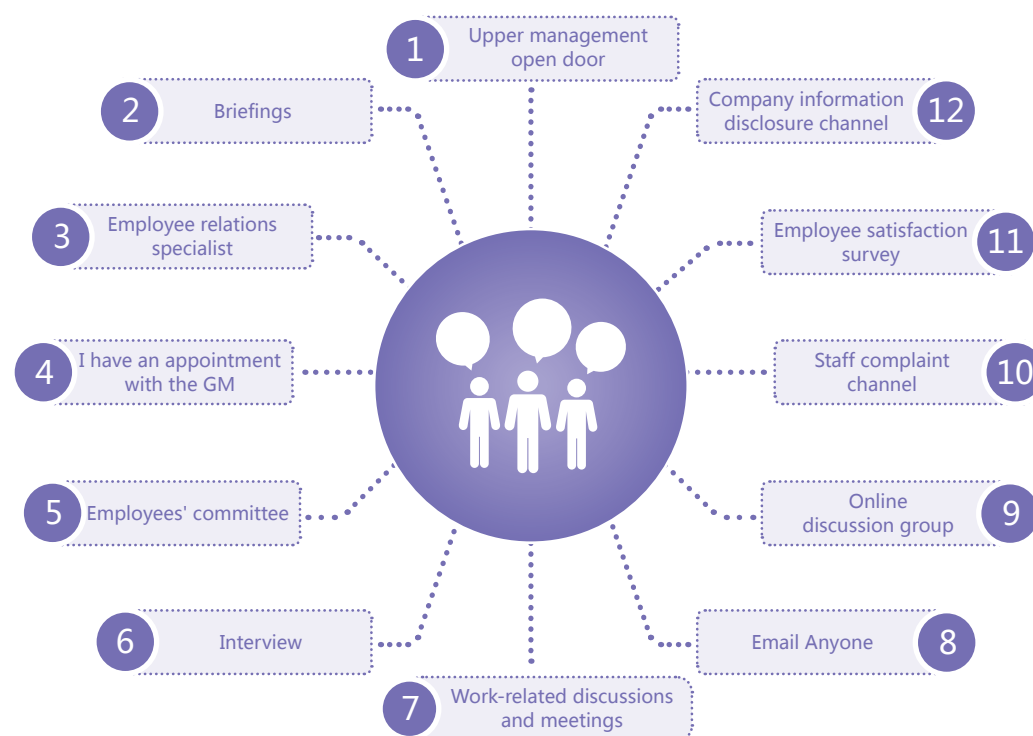 1
Upper management
open door
2
Briefings
3
Employee relations
specialist
4
I have an appointment
with the GM
5
Employees' committee
6
Interview
7
Work-related discussions
and meetings
8
Email Anyone
9
Online
discussion group
10
Staff complaint
channel
11
Employee satisfaction
survey
12
Company information
disclosure channel